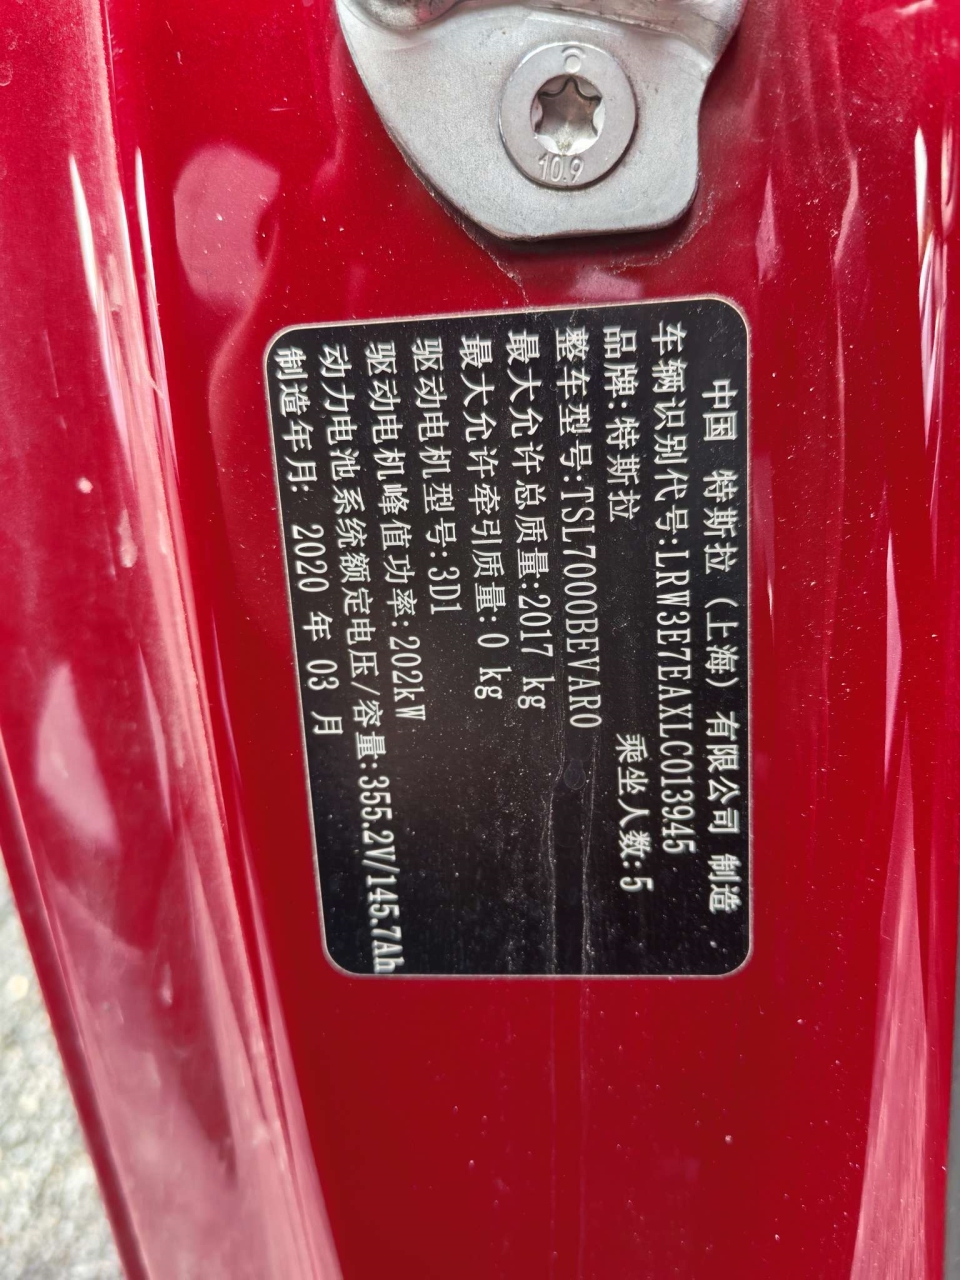 10.9
中国 特斯拉（上海）有限公司 制造
车辆识别代号:LRW3E7EAXLC013945
品牌:特斯拉 乘坐人数:5
整车型号:TSL7000BEVAR0
最大允许总质量:2017 kg
最大允许牵引质量:0 kg
驱动电机型号:3D1
驱动电机峰值功率:202kW
动力电池系统额定电压/容量:355.2V/145.7Ah
制造年月: 2020 年 03 月